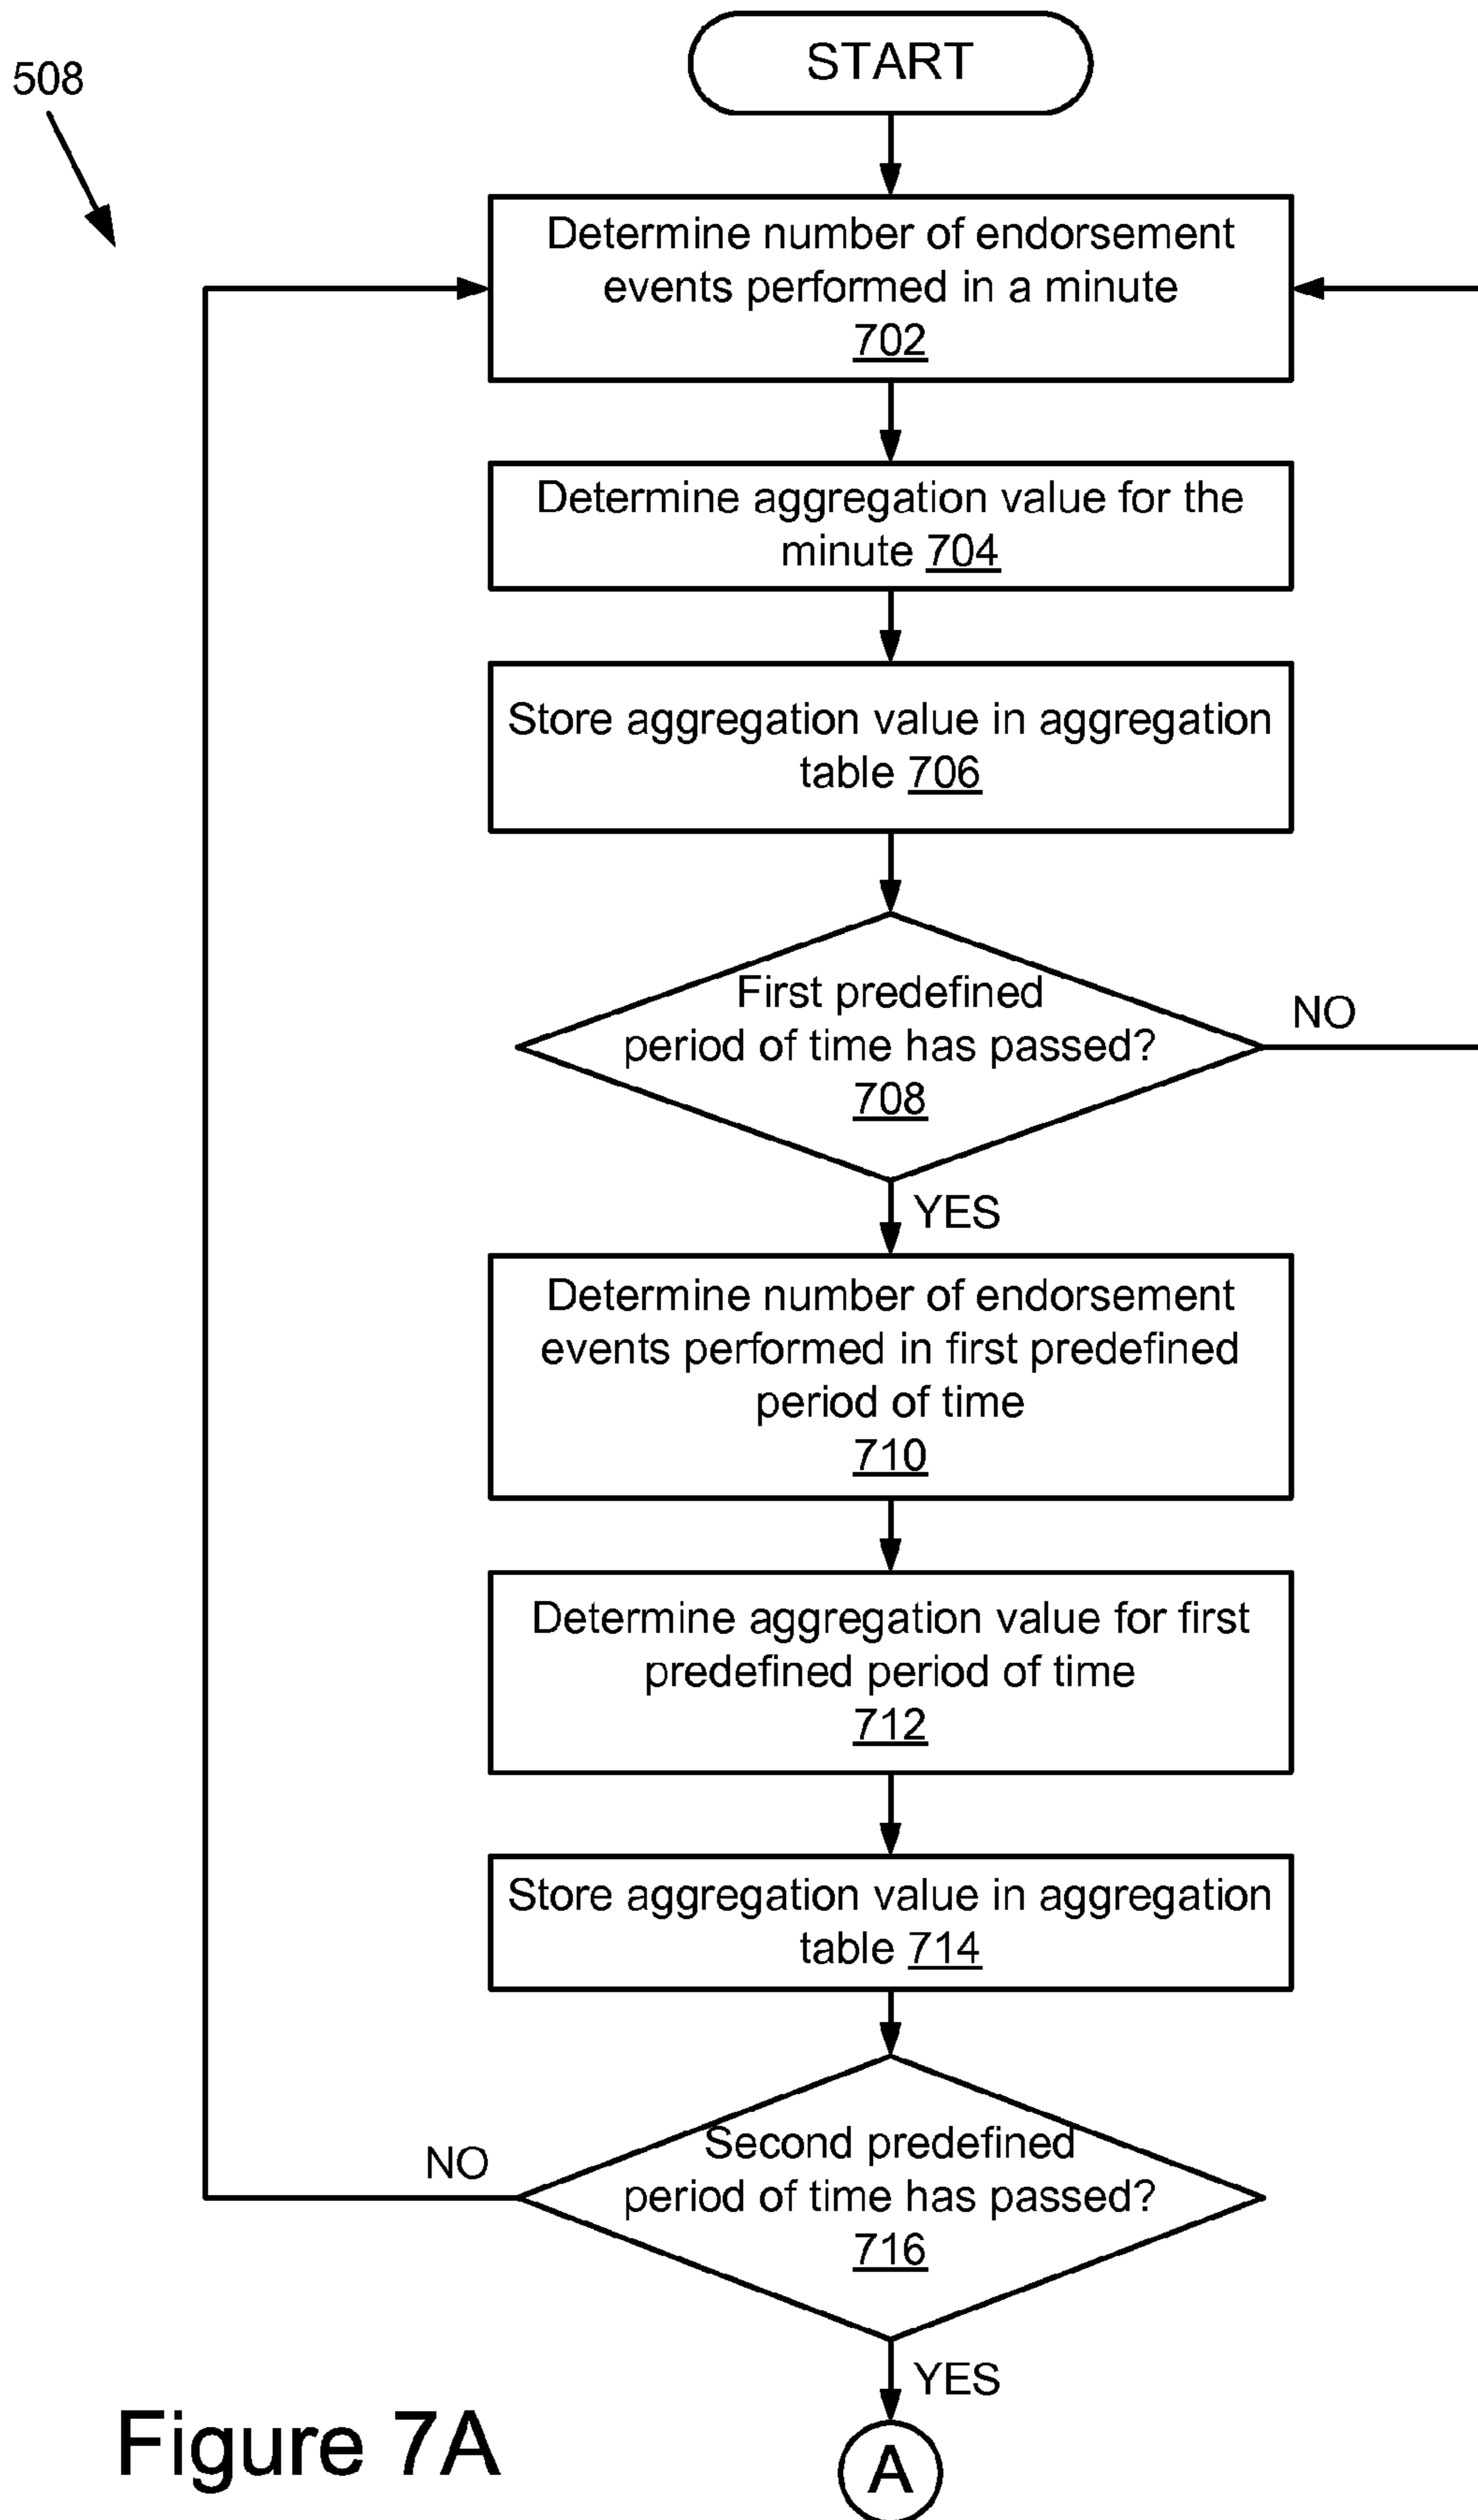 START
508
Determine number of endorsement
events performed in a minute
702
Determine aggregation value for the
minute 704
Store aggregation value in aggregation
table 706
First predefined
period of time has passed?
708
NO
YES
Determine number of endorsement
events performed in first predefined
period of time
710
Determine aggregation value for first
predefined period of time
712
Store aggregation value in aggregation
table 714
Second predefined
period of time has passed?
716
NO
YES
A
Figure 7A